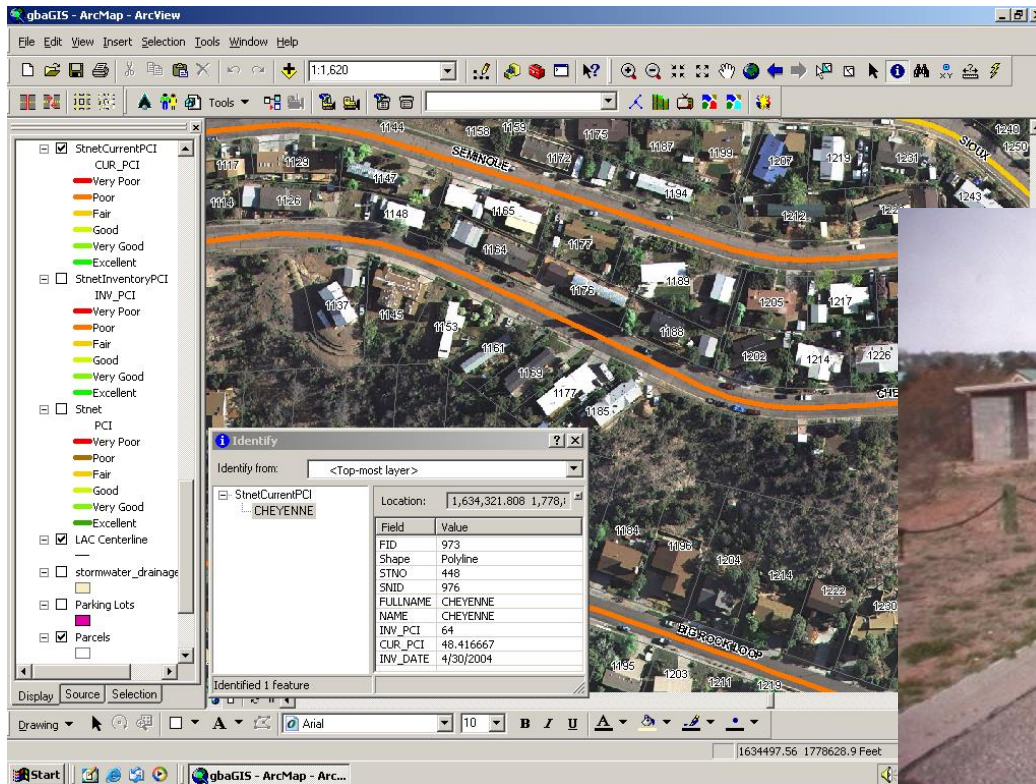 gbaGIS - ArcMap - ArcView
File Edit View Insert Selection Tools Window Help
1:1,620
Tools
StnetCurrentPCI
CUR_PCI
Very Poor
Poor
Fair
Good
Very Good
Excellent
StnetInventoryPCI
INV_PCI
Very Poor
Poor
Fair
Good
Very Good
Excellent
Stnet
PCI
Very Poor
Poor
Fair
Good
Very Good
Excellent
LAC Centerline
stormwater_drainage
Parking Lots
Parcels
Display Source Selection
1144 1158 1159 1175 1187 1199 1207 1219 1231 SIOUX 1240 1250
1117 1129 1147 SEMINOLE 1172 1194 1212 1243
1114 1126 1148 1165 1164 1177
1137 1145 1153 1176 1189 1205 1217
1161 1169 1177 1185 1188 1202 1214 1226
1184 1196 1204 1214 1222 1230
BIG ROCK LOOP
1195 1203 1211 1219
Identify
Identify from: <Top-most layer>
StnetCurrentPCI
CHEYENNE
Location: 1,634,321.808 1,778,
Field Value
FID 973
Shape Polyline
STNO 448
SNID 976
FULLNAME CHEYENNE
NAME CHEYENNE
INV_PCI 64
CUR_PCI 48.416667
INV_DATE 4/30/2004
Identified 1 feature
Drawing A Arial 10 B I U A
1634497.56 1778628.9 Feet
Start gbaGIS - ArcMap - Arc...